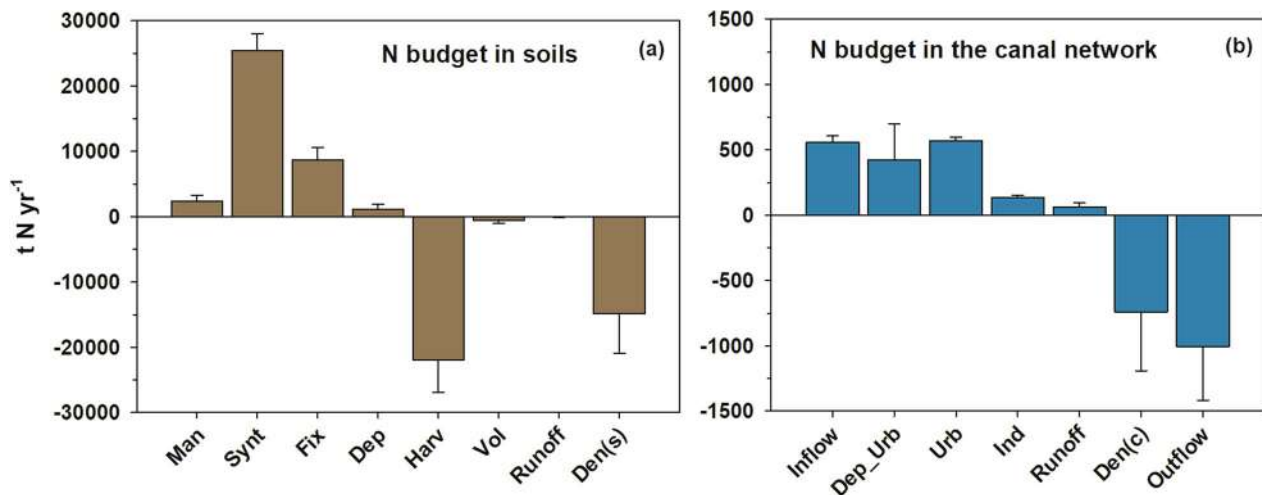 N budget in soils (a)
t N yr-1
30000
20000
10000
0
-10000
-20000
-30000
Man Synt Fix Dep Harv Vol Runoff Den(s)
N budget in the canal network (b)
1500
1000
500
0
-500
-1000
-1500
Inflow Dep_Urb Urb Ind Runoff Den(c) Outflow